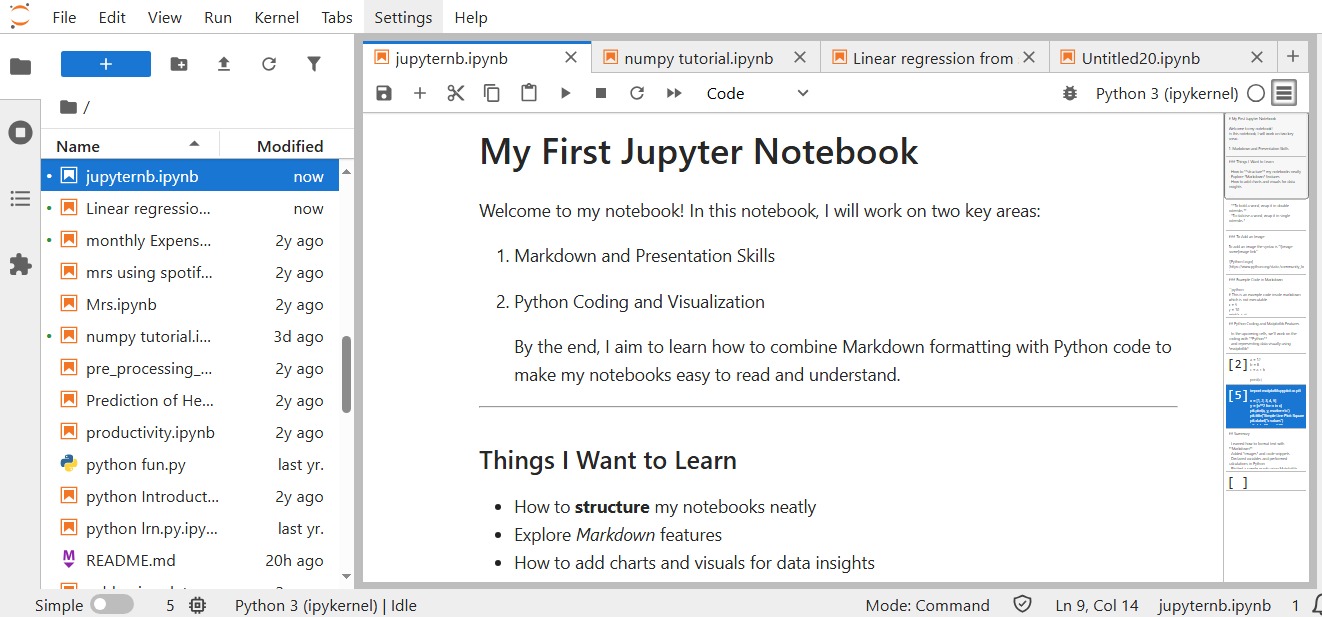 File Edit View Run Kernel Tabs Settings Help
jupyternb.ipynb numpy tutorial.ipynb Linear regression from Untitled20.ipynb
Code Python 3 (ipykernel)
/
Name Modified
jupyternb.ipynb now
Linear regressio... now
monthly Expens... 2y ago
mrs using spotif... 2y ago
Mrs.ipynb 2y ago
numpy tutorial.i... 3d ago
pre_processing_... 2y ago
Prediction of He... 2y ago
productivity.ipynb 2y ago
python fun.py last yr.
python Introduct... 2y ago
python lrn.py.ipy... last yr.
README.md 20h ago
My First Jupyter Notebook
Welcome to my notebook! In this notebook, I will work on two key areas:
1. Markdown and Presentation Skills
2. Python Coding and Visualization
By the end, I aim to learn how to combine Markdown formatting with Python code to
make my notebooks easy to read and understand.
Things I Want to Learn
• How to structure my notebooks neatly
• Explore Markdown features
• How to add charts and visuals for data insights
[2]
[5]
[ ]
Simple 5 Python 3 (ipykernel) | Idle Mode: Command Ln 9, Col 14 jupyternb.ipynb 1